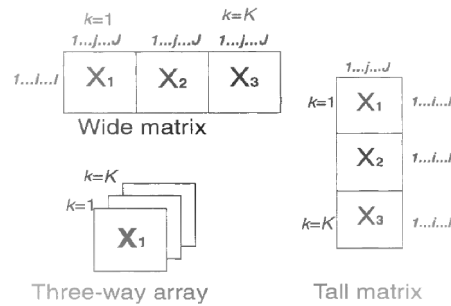 k=1 k=K
1...j...J 1...j...J 1...j...J
1...i...I X₁ X₂ X₃
Wide matrix
1...j...J
k=1 X₁ 1...i...I
X₂ 1...i...I
k=K X₃ 1...i...I
Tall matrix
k=K
k=1
X₁
Three-way array